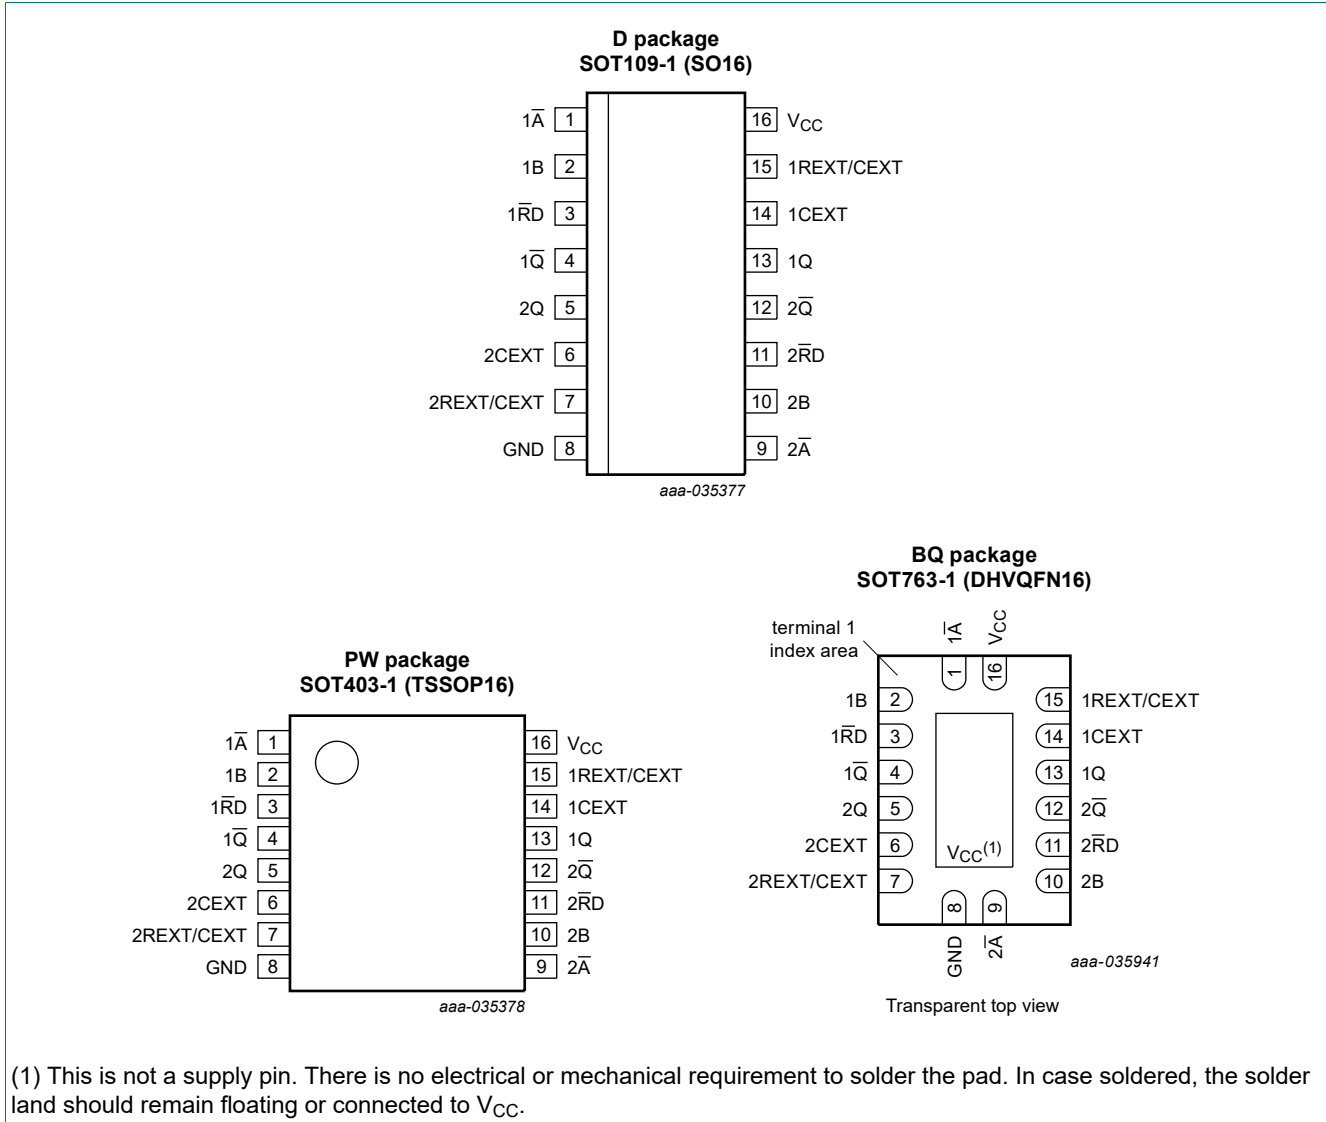 D package
SOT109-1 (SO16)
1A̅ 1 16 VCC
1B 2 15 1REXT/CEXT
1R̅D 3 14 1CEXT
1Q̅ 4 13 1Q
2Q 5 12 2Q̅
2CEXT 6 11 2R̅D
2REXT/CEXT 7 10 2B
GND 8 9 2A̅
aaa-035377
PW package
SOT403-1 (TSSOP16)
1A̅ 1 16 VCC
1B 2 15 1REXT/CEXT
1R̅D 3 14 1CEXT
1Q̅ 4 13 1Q
2Q 5 12 2Q̅
2CEXT 6 11 2R̅D
2REXT/CEXT 7 10 2B
GND 8 9 2A̅
aaa-035378
BQ package
SOT763-1 (DHVQFN16)
terminal 1
index area
1A̅ VCC
1 16
1B 2 15 1REXT/CEXT
1R̅D 3 14 1CEXT
1Q̅ 4 13 1Q
2Q 5 12 2Q̅
2CEXT 6 11 2R̅D
VCC(1)
2REXT/CEXT 7 10 2B
8 9
GND 2A̅
aaa-035941
Transparent top view
(1) This is not a supply pin. There is no electrical or mechanical requirement to solder the pad. In case soldered, the solder
land should remain floating or connected to VCC.